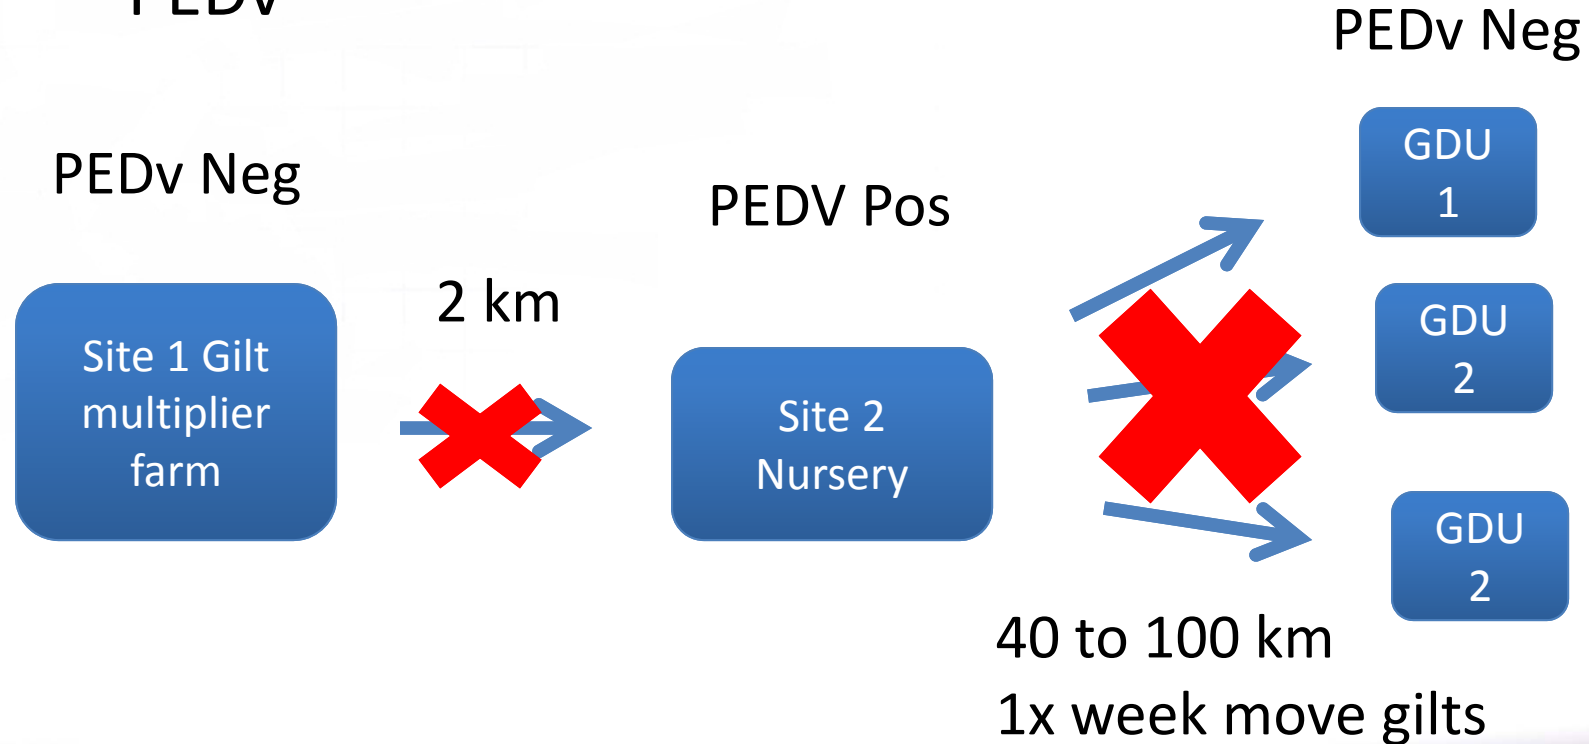 PEDv
PEDv Neg
PEDv Neg
PEDV Pos
GDU
1
2 km
GDU
2
Site 1 Gilt
multiplier
farm
Site 2
Nursery
GDU
2
40 to 100 km
1x week move gilts